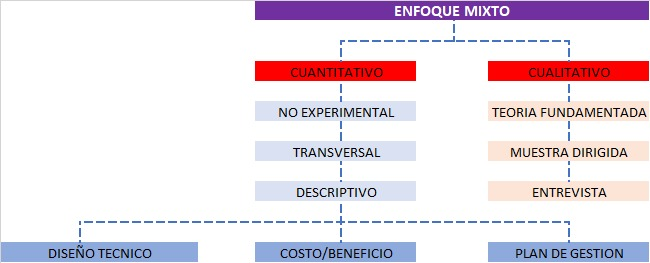 ENFOQUE MIXTO
CUANTITATIVO
CUALITATIVO
NO EXPERIMENTAL
TEORIA FUNDAMENTADA
TRANSVERSAL
MUESTRA DIRIGIDA
DESCRIPTIVO
ENTREVISTA
DISEÑO TECNICO
COSTO/BENEFICIO
PLAN DE GESTION